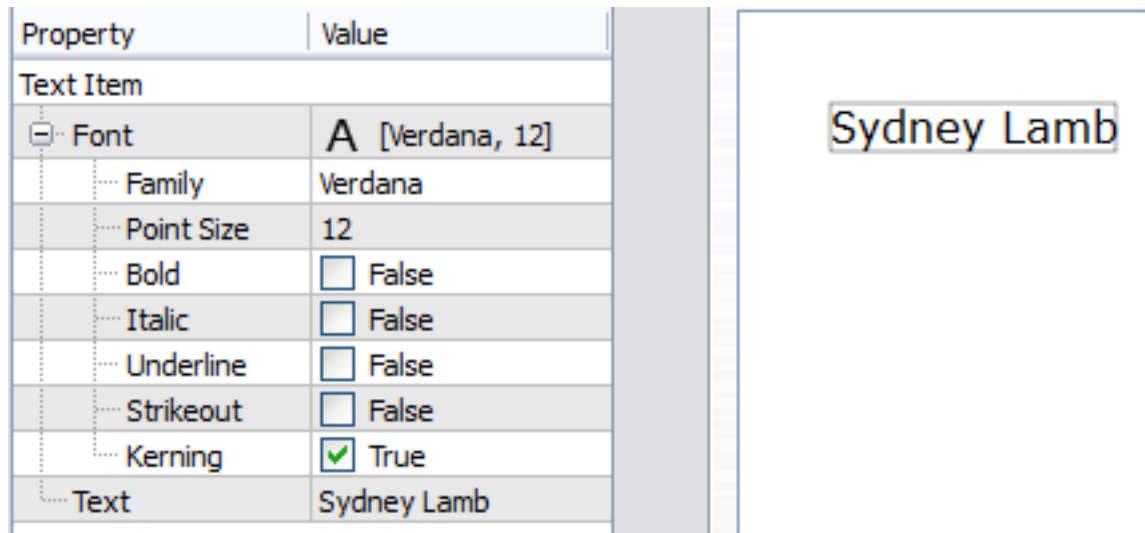 Property Value
Text Item
Font A [Verdana, 12]
Family Verdana
Point Size 12
Bold False
Italic False
Underline False
Strikeout False
Kerning True
Text Sydney Lamb
Sydney Lamb